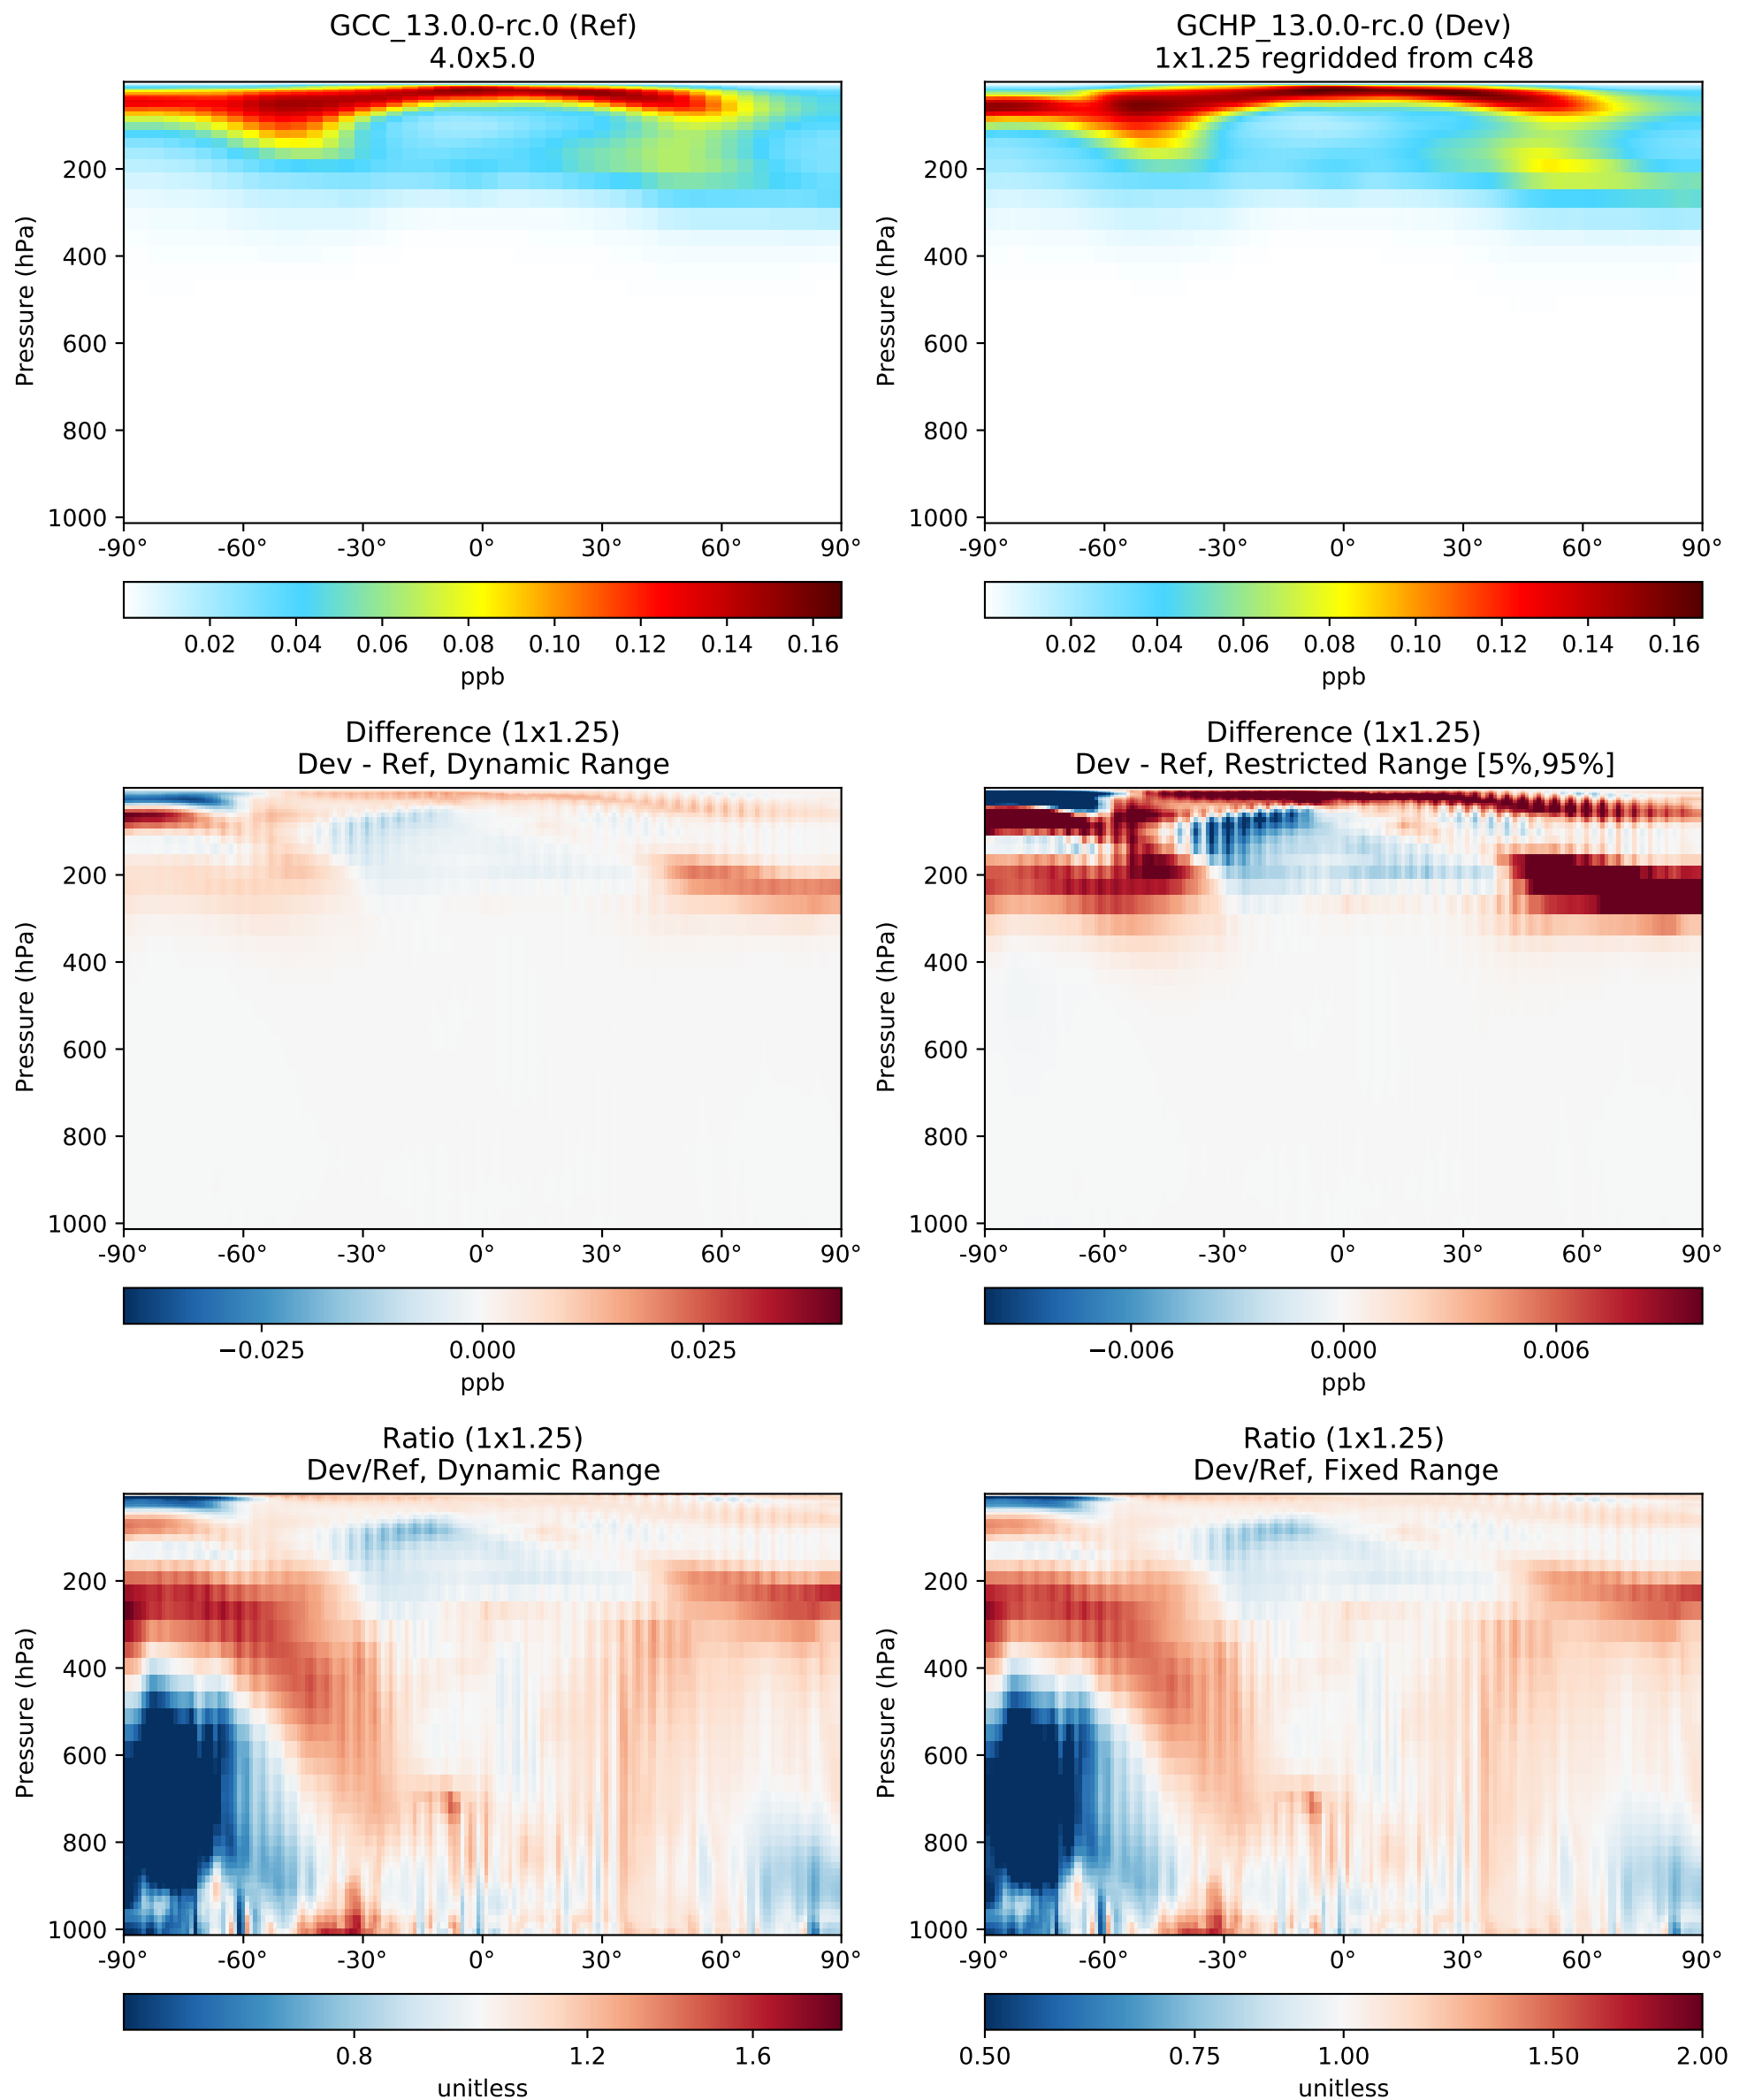 GCC_13.0.0-rc.0 (Ref)
4.0x5.0
Pressure (hPa)
200
400
600
800
1000
-90° -60° -30° 0° 30° 60° 90°
0.02 0.04 0.06 0.08 0.10 0.12 0.14 0.16
ppb
GCHP_13.0.0-rc.0 (Dev)
1x1.25 regridded from c48
Pressure (hPa)
200
400
600
800
1000
-90° -60° -30° 0° 30° 60° 90°
0.02 0.04 0.06 0.08 0.10 0.12 0.14 0.16
ppb
Difference (1x1.25)
Dev - Ref, Dynamic Range
Pressure (hPa)
200
400
600
800
1000
-90° -60° -30° 0° 30° 60° 90°
−0.025 0.000 0.025
ppb
Difference (1x1.25)
Dev - Ref, Restricted Range [5%,95%]
Pressure (hPa)
200
400
600
800
1000
-90° -60° -30° 0° 30° 60° 90°
−0.006 0.000 0.006
ppb
Ratio (1x1.25)
Dev/Ref, Dynamic Range
Pressure (hPa)
200
400
600
800
1000
-90° -60° -30° 0° 30° 60° 90°
0.8 1.2 1.6
unitless
Ratio (1x1.25)
Dev/Ref, Fixed Range
Pressure (hPa)
200
400
600
800
1000
-90° -60° -30° 0° 30° 60° 90°
0.50 0.75 1.00 1.50 2.00
unitless